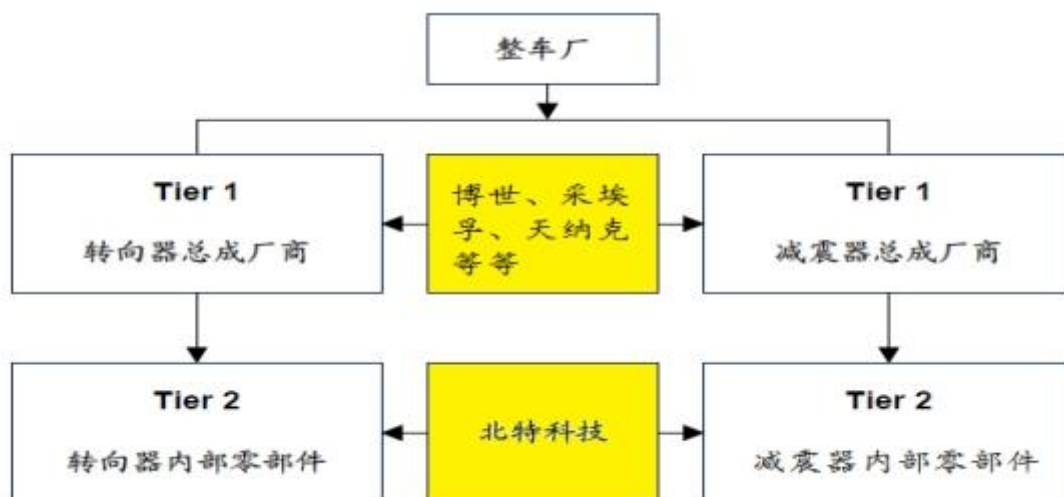 整车厂
Tier 1
转向器总成厂商
博世、采埃
孚、天纳克
等等
Tier 1
减震器总成厂商
Tier 2
转向器内部零部件
北特科技
Tier 2
减震器内部零部件